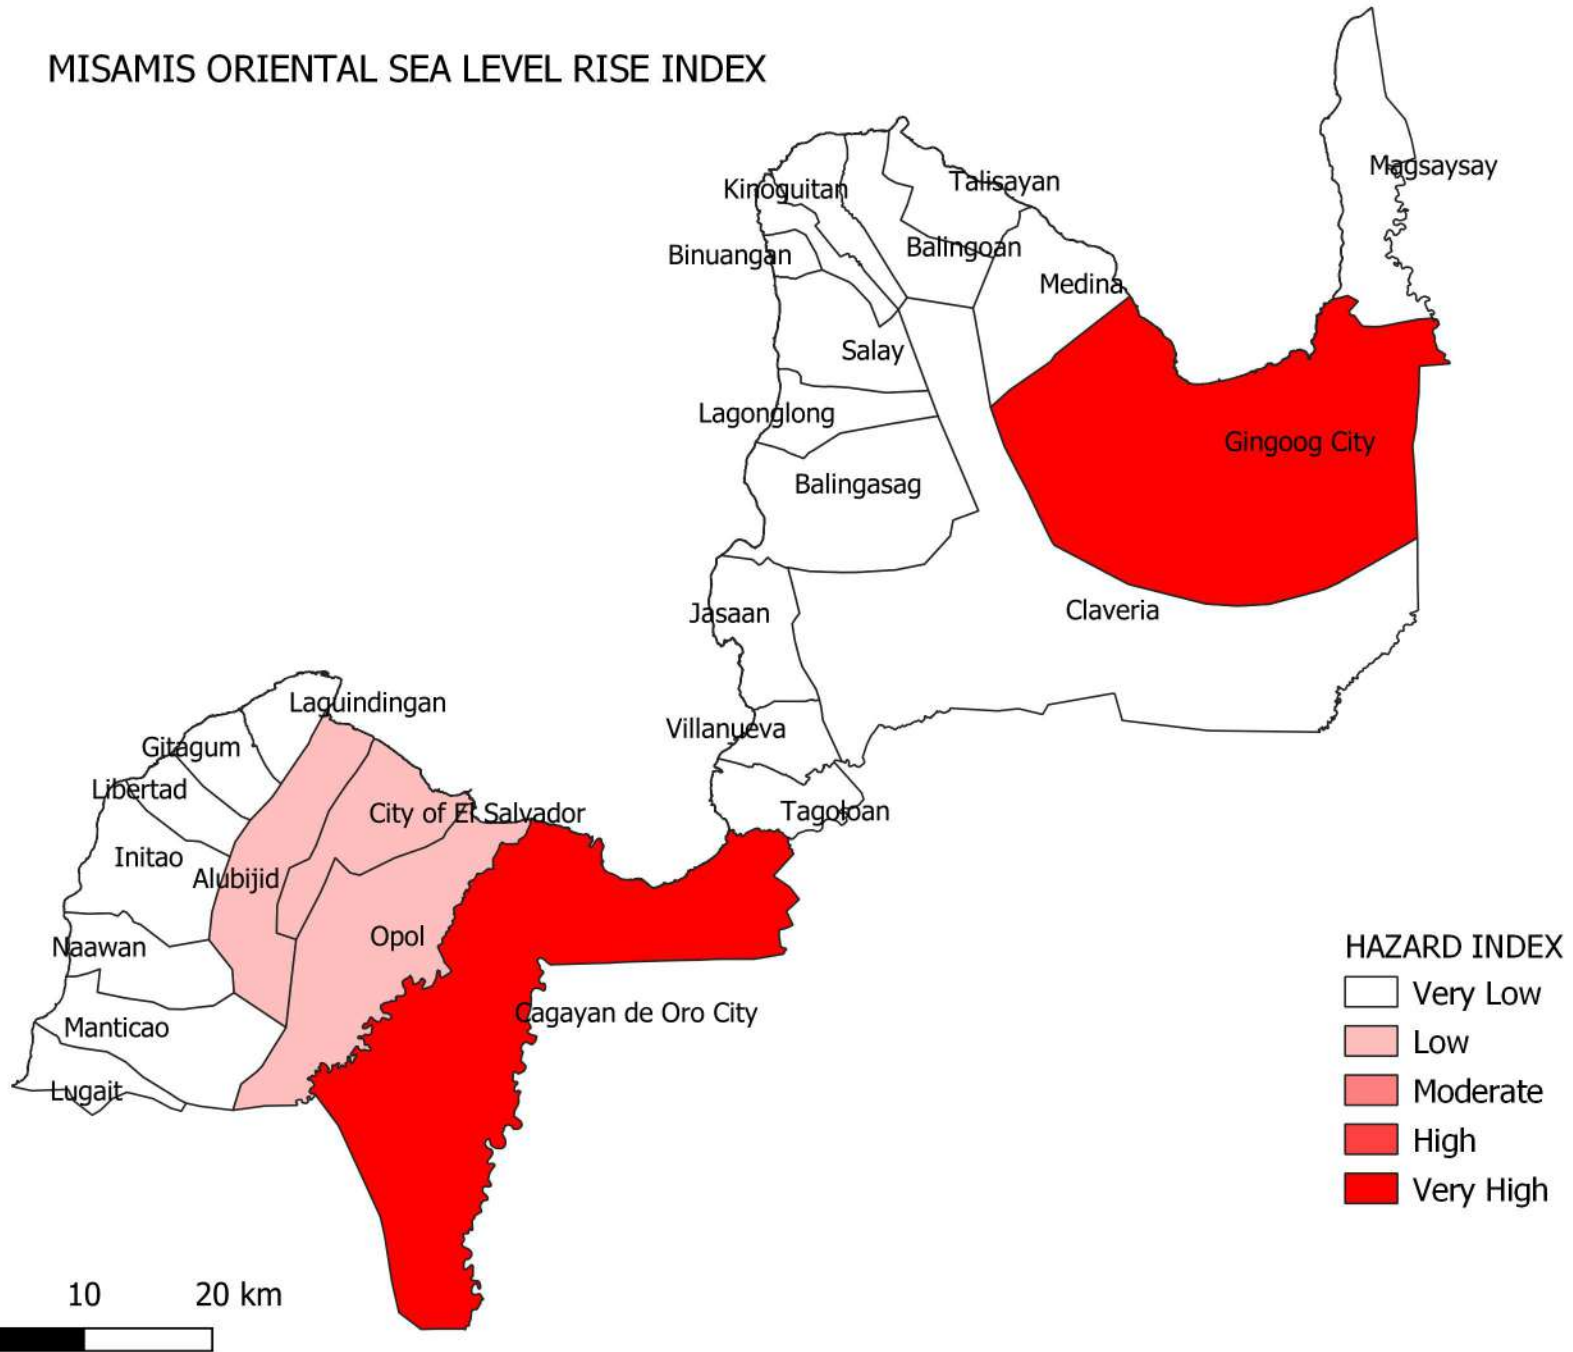 MISAMIS ORIENTAL SEA LEVEL RISE INDEX
Magsaysay
Kinoguitan
Talisayan
Binuangan
Balingoan
Medina
Salay
Lagonglong
Gingoog City
Balingasag
Jasaan
Claveria
Laguindingan
Villanueva
Gitagum
Libertad
City of El Salvador
Tagoloan
Initao
Alubijid
Opol
Naawan
Cagayan de Oro City
Manticao
Lugait
HAZARD INDEX
Very Low
Low
Moderate
High
Very High
10 20 km